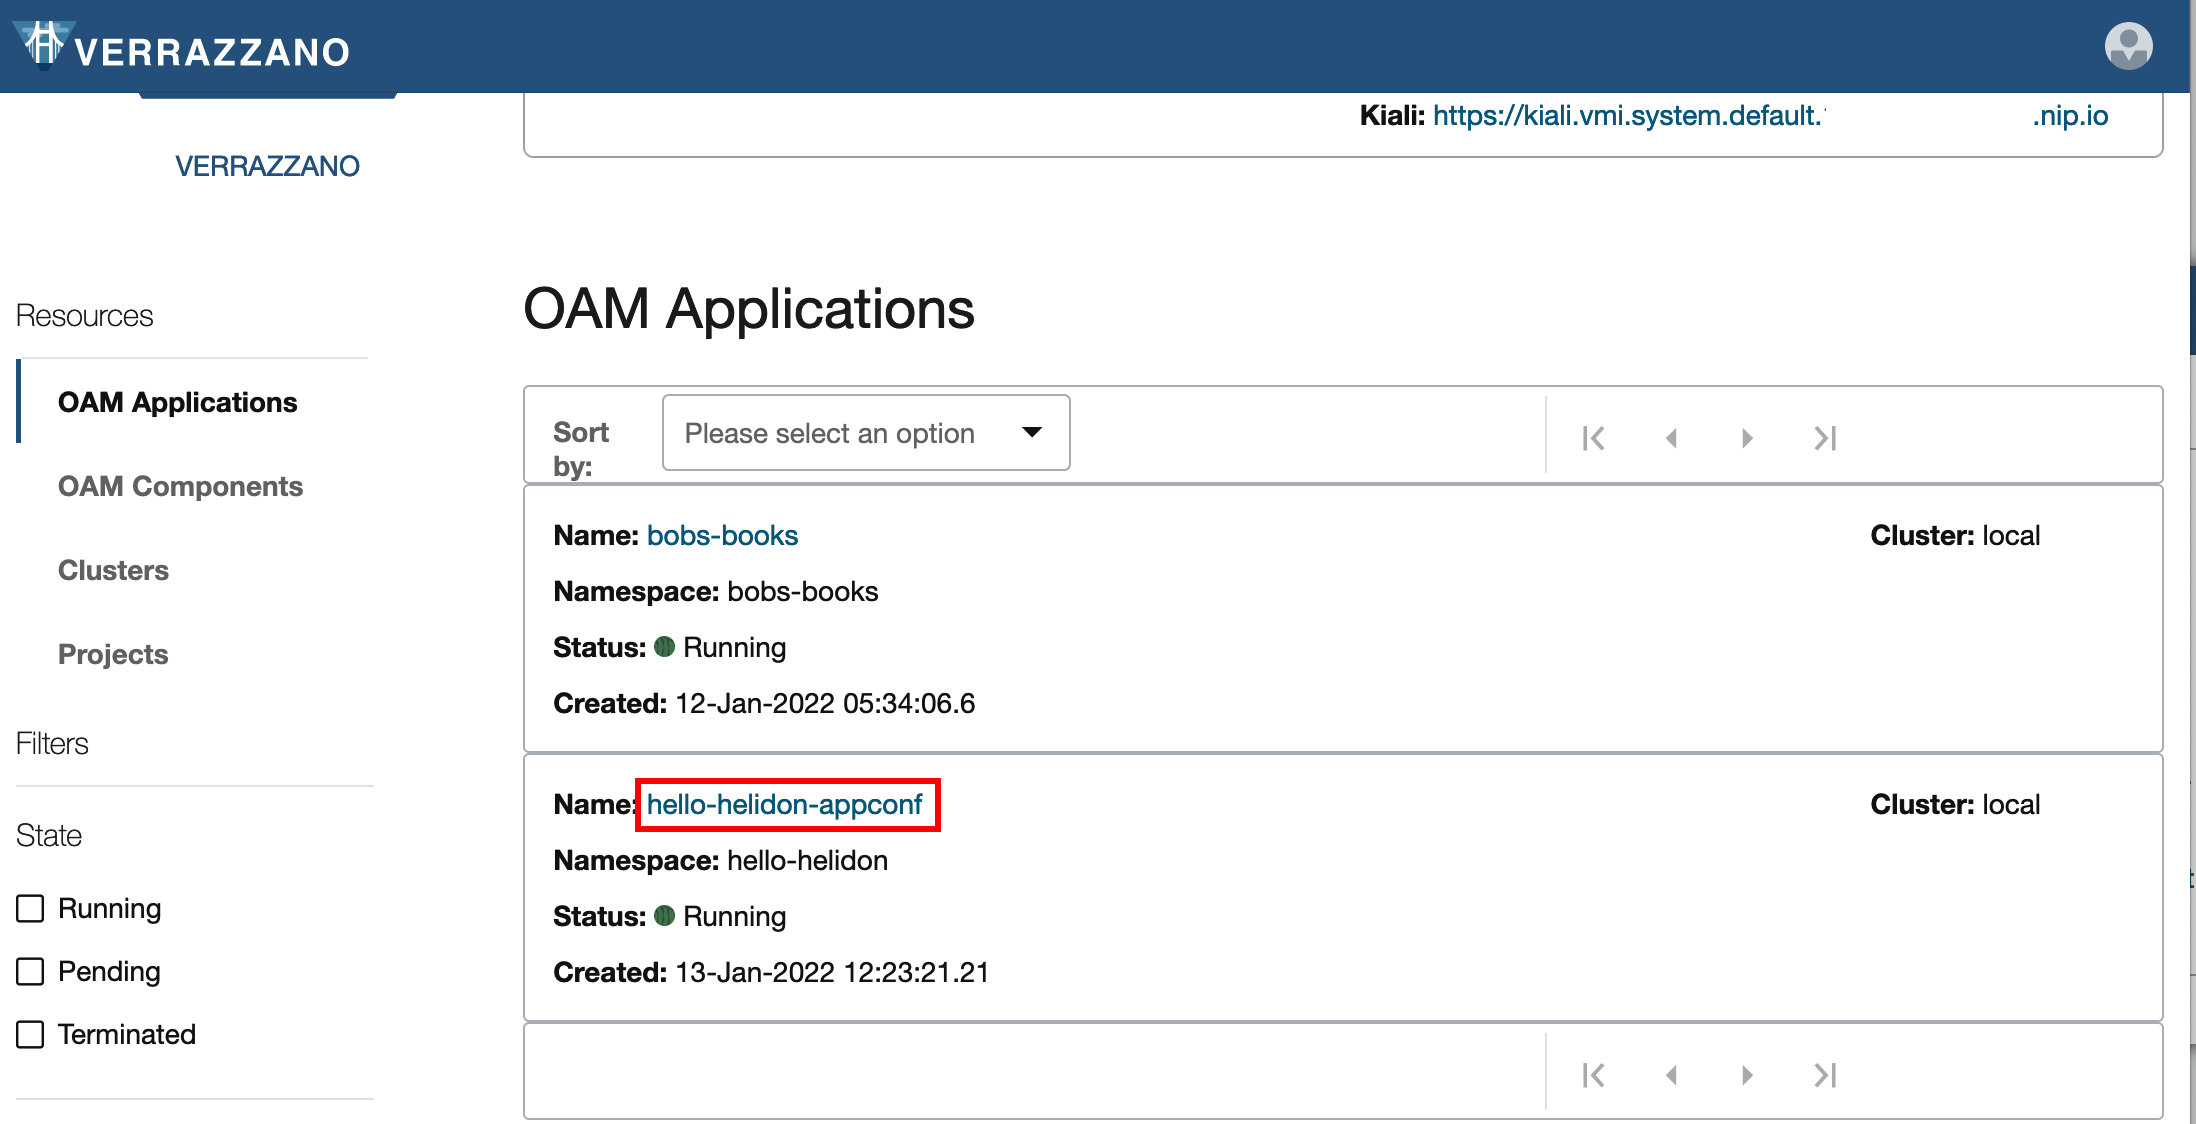 VERRAZZANO
Kiali: https://kiali.vmi.system.default. .nip.io
VERRAZZANO
Resources
OAM Applications
OAM Components
Clusters
Projects
Filters
State
Running
Pending
Terminated
OAM Applications
Sort by:
Please select an option
Name: bobs-books
Cluster: local
Namespace: bobs-books
Status: Running
Created: 12-Jan-2022 05:34:06.6
Name: hello-helidon-appconf
Cluster: local
Namespace: hello-helidon
Status: Running
Created: 13-Jan-2022 12:23:21.21